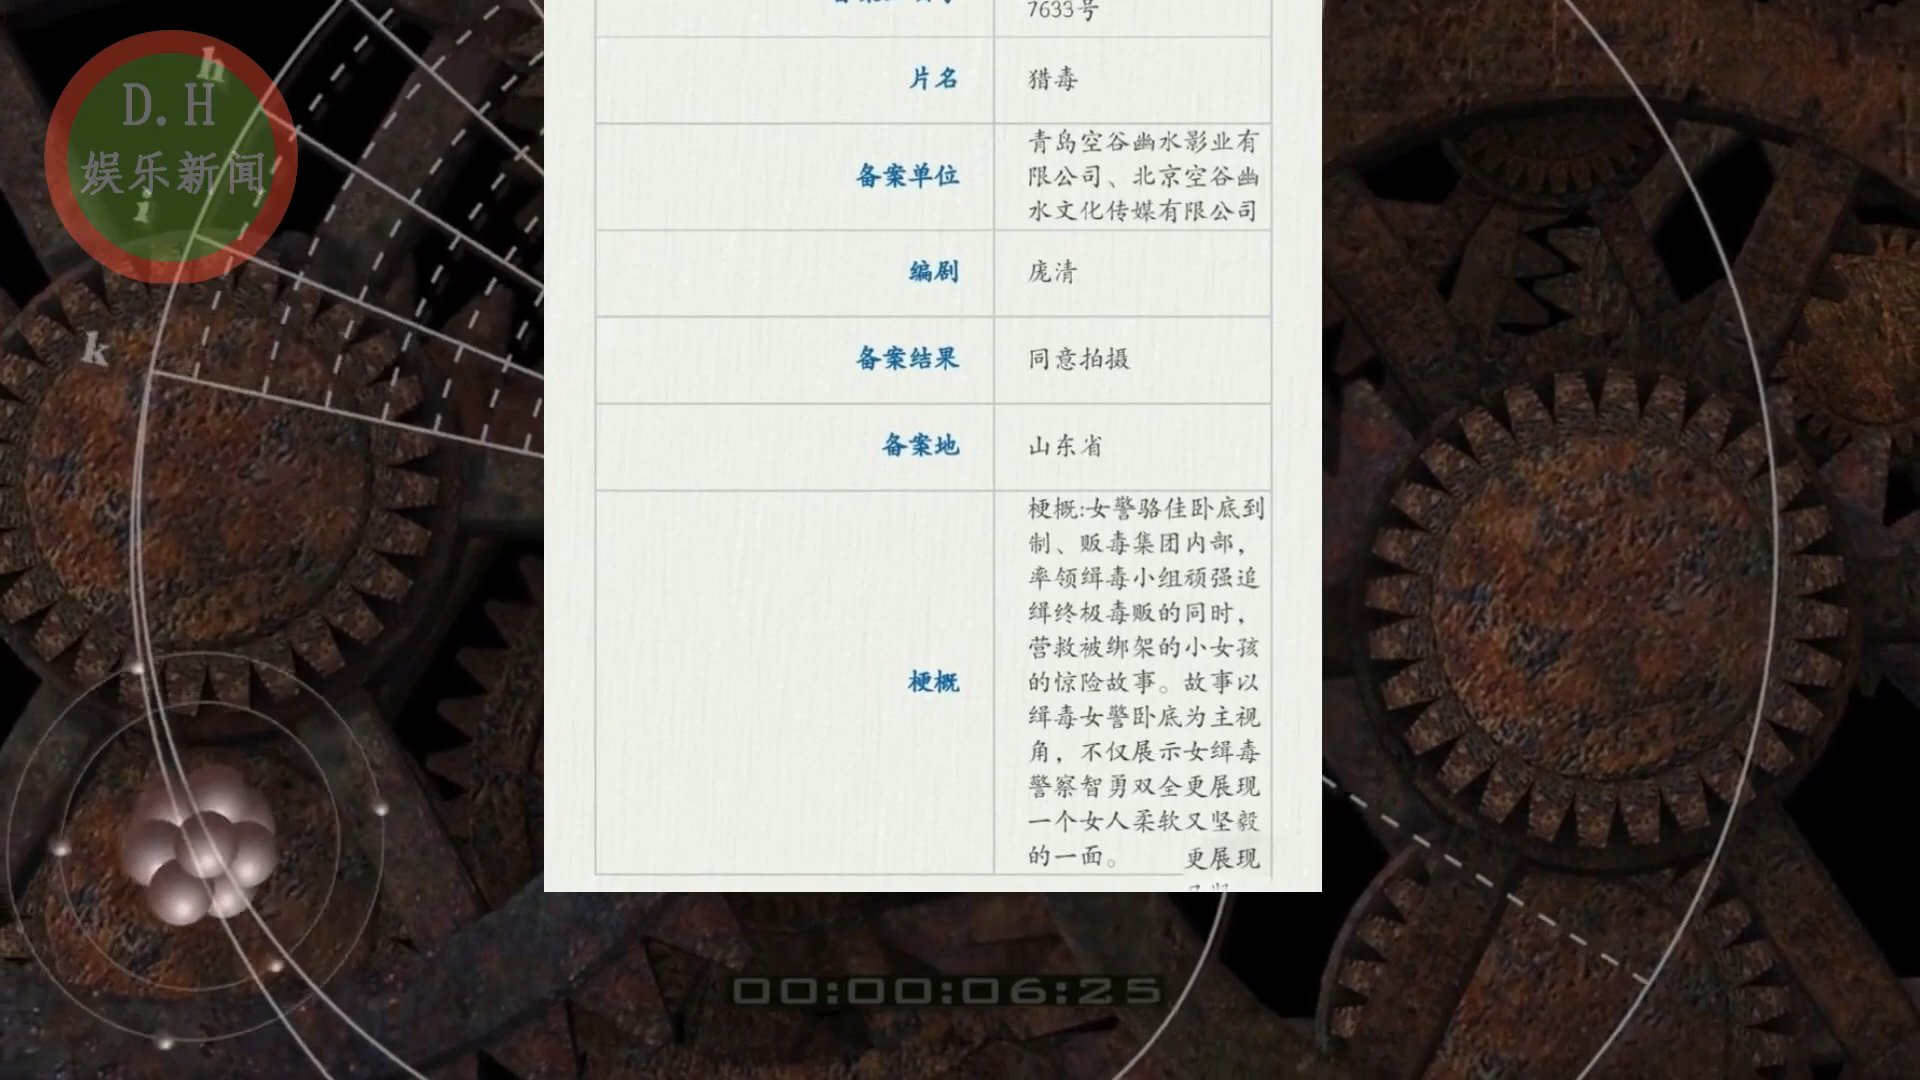 h
D.H
娱乐新闻
i
k
7633号
片名
猎毒
备案单位
青岛空谷幽水影业有
限公司、北京空谷幽
水文化传媒有限公司
编剧
庞清
备案结果
同意拍摄
备案地
山东省
梗概
梗概:女警骆佳卧底到
制、贩毒集团内部，
率领缉毒小组顽强追
缉终极毒贩的同时，
营救被绑架的小女孩
的惊险故事。故事以
缉毒女警卧底为主视
角，不仅展示女缉毒
警察智勇双全更展现
一个女人柔软又坚毅
的一面。
更展现
00:00:06:25